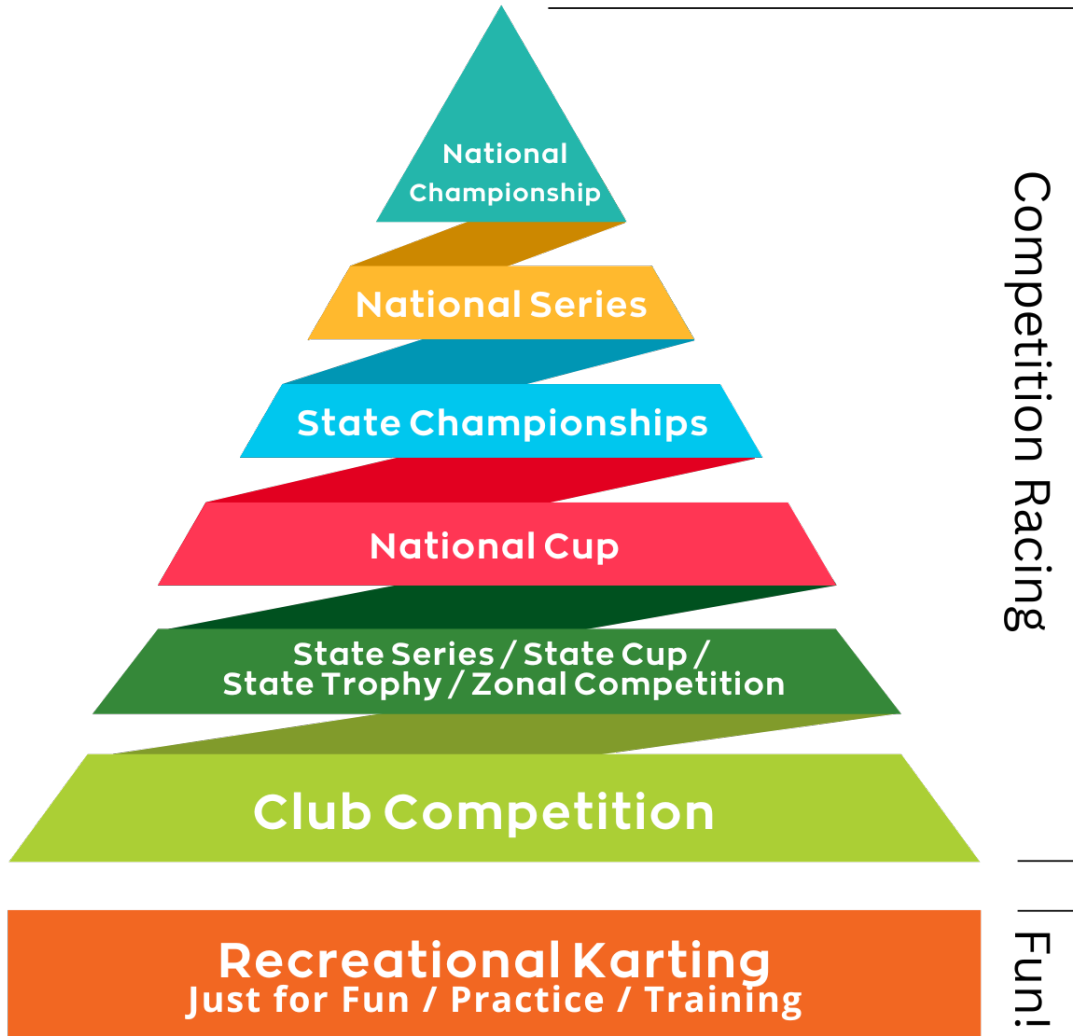 National
Championship
National Series
State Championships
National Cup
State Series / State Cup /
State Trophy / Zonal Competition
Club Competition
Recreational Karting
Just for Fun / Practice / Training
Competition Racing
Fun!